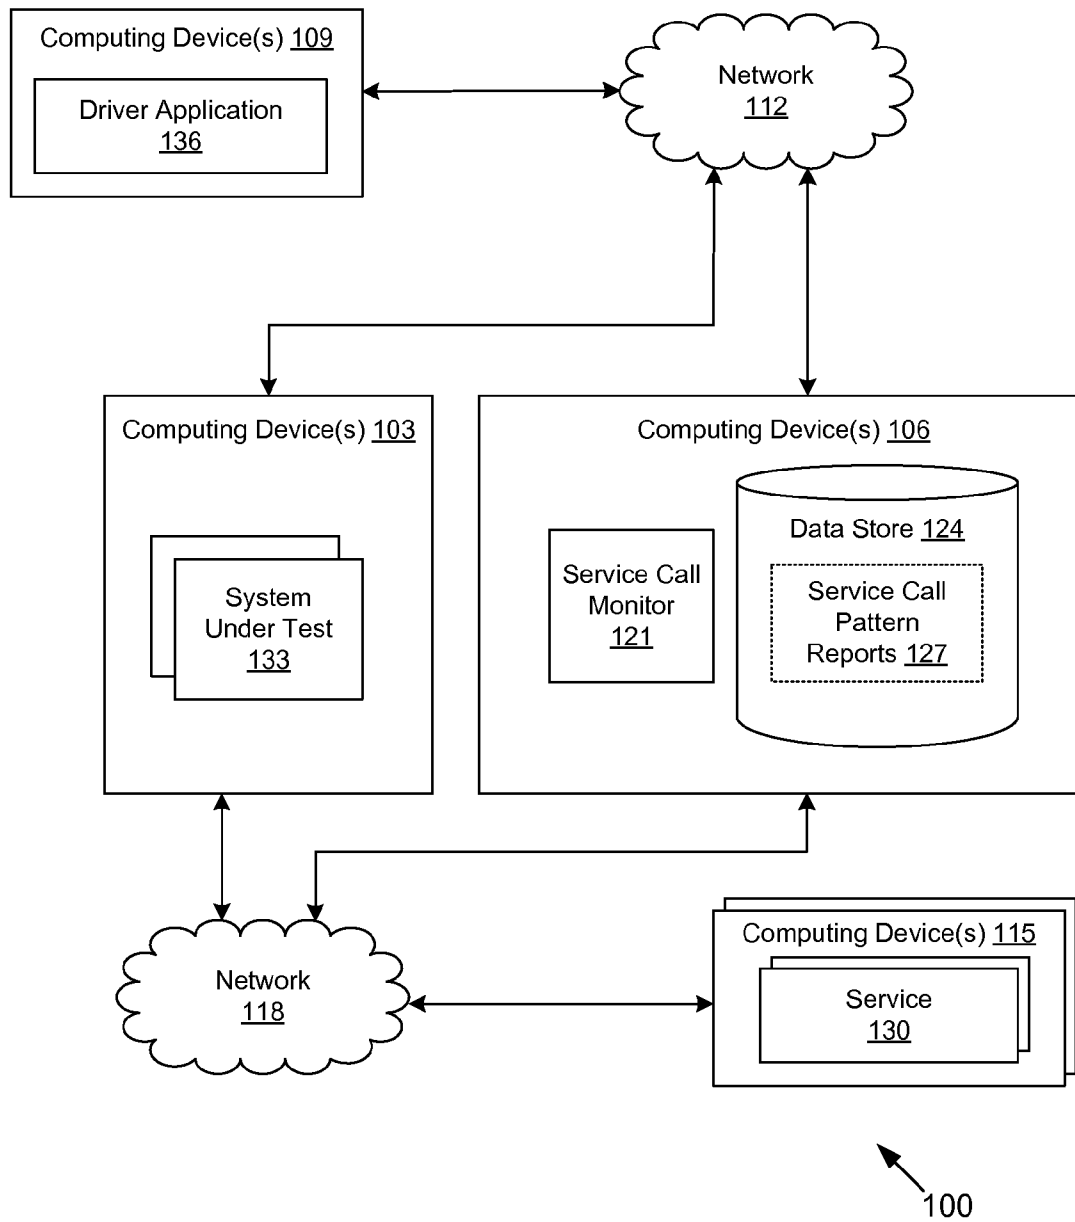 Computing Device(s) 109
Driver Application
136
Network
112
Computing Device(s) 103
System
Under Test
133
Computing Device(s) 106
Service Call
Monitor
121
Data Store 124
Service Call
Pattern
Reports 127
Network
118
Computing Device(s) 115
Service
130
100